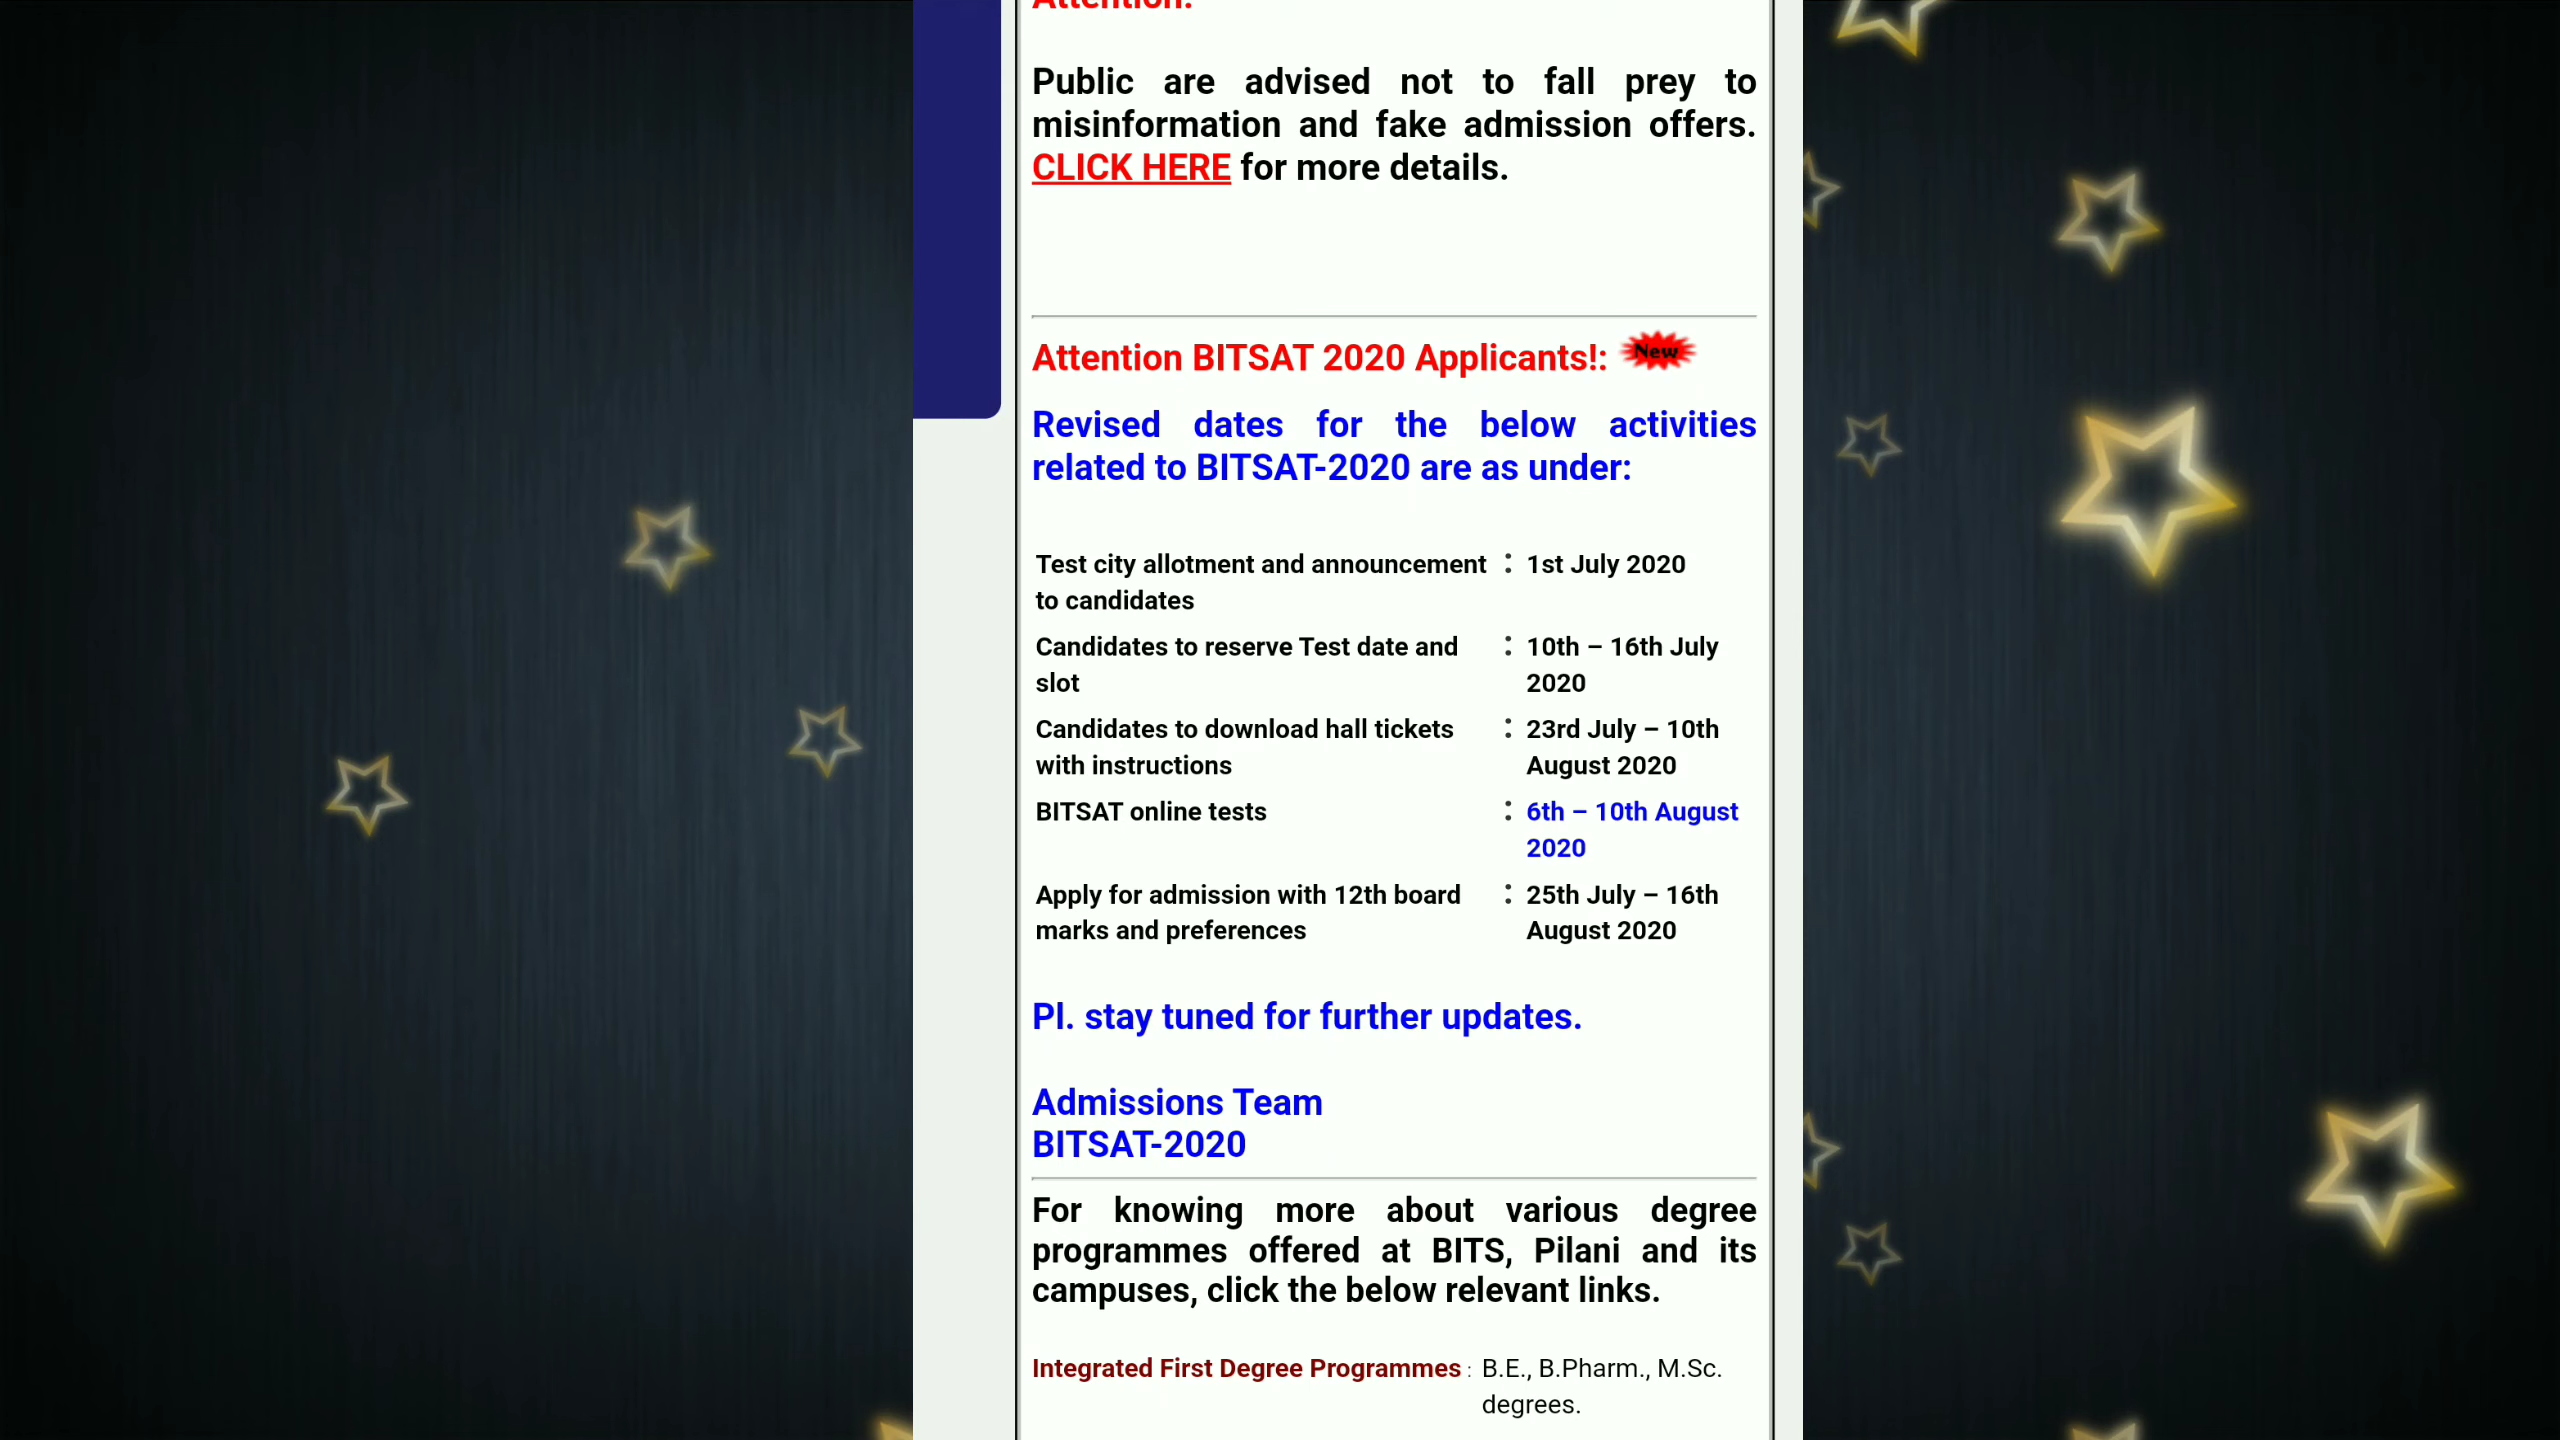 Attention:
Public are advised not to fall prey to
misinformation and fake admission offers.
CLICK HERE for more details.
Attention BITSAT 2020 Applicants!: New
Revised dates for the below activities
related to BITSAT-2020 are as under:
Test city allotment and announcement : 1st July 2020
to candidates
Candidates to reserve Test date and : 10th – 16th July
slot 2020
Candidates to download hall tickets : 23rd July – 10th
with instructions August 2020
BITSAT online tests : 6th – 10th August
2020
Apply for admission with 12th board : 25th July – 16th
marks and preferences August 2020
Pl. stay tuned for further updates.
Admissions Team
BITSAT-2020
For knowing more about various degree
programmes offered at BITS, Pilani and its
campuses, click the below relevant links.
Integrated First Degree Programmes : B.E., B.Pharm., M.Sc.
degrees.